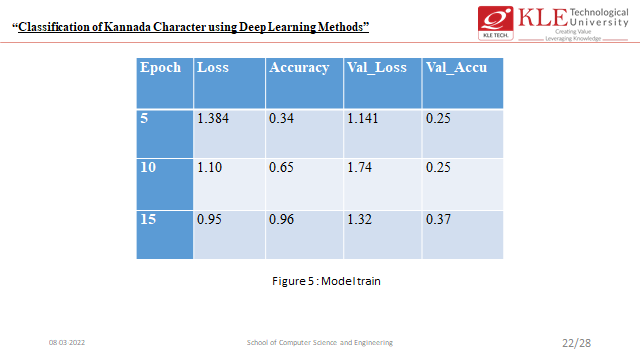 “Classification of Kannada Character using Deep Learning Methods”
KLE Technological
University
Creating Value
Leveraging Knowledge
KLE TECH.
Epoch Loss Accuracy Val_Loss Val_Accu
5 1.384 0.34 1.141 0.25
10 1.10 0.65 1.74 0.25
15 0.95 0.96 1.32 0.37
Figure 5 : Model train
08 03 2022 School of Computer Science and Engineering 22/28